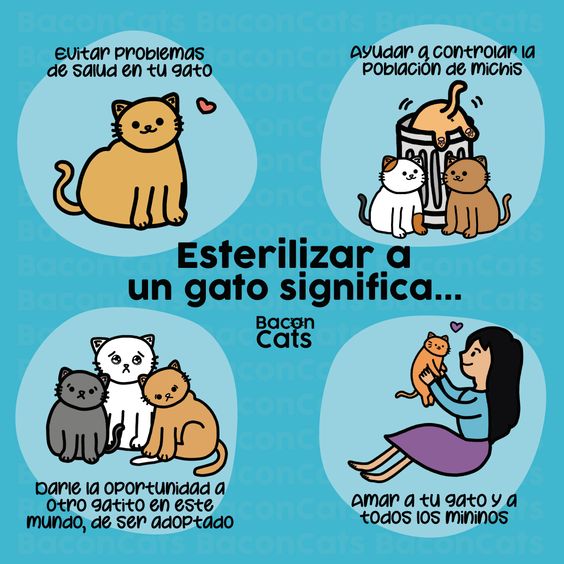 Evitar problemas
de salud en tu gato
Ayudar a controlar la
población de michis
Esterilizar a
un gato significa...
Bacon
Cats
Darle la oportunidad a
otro gatito en este
mundo, de ser adoptado
Amar a tu gato y a
todos los mininos